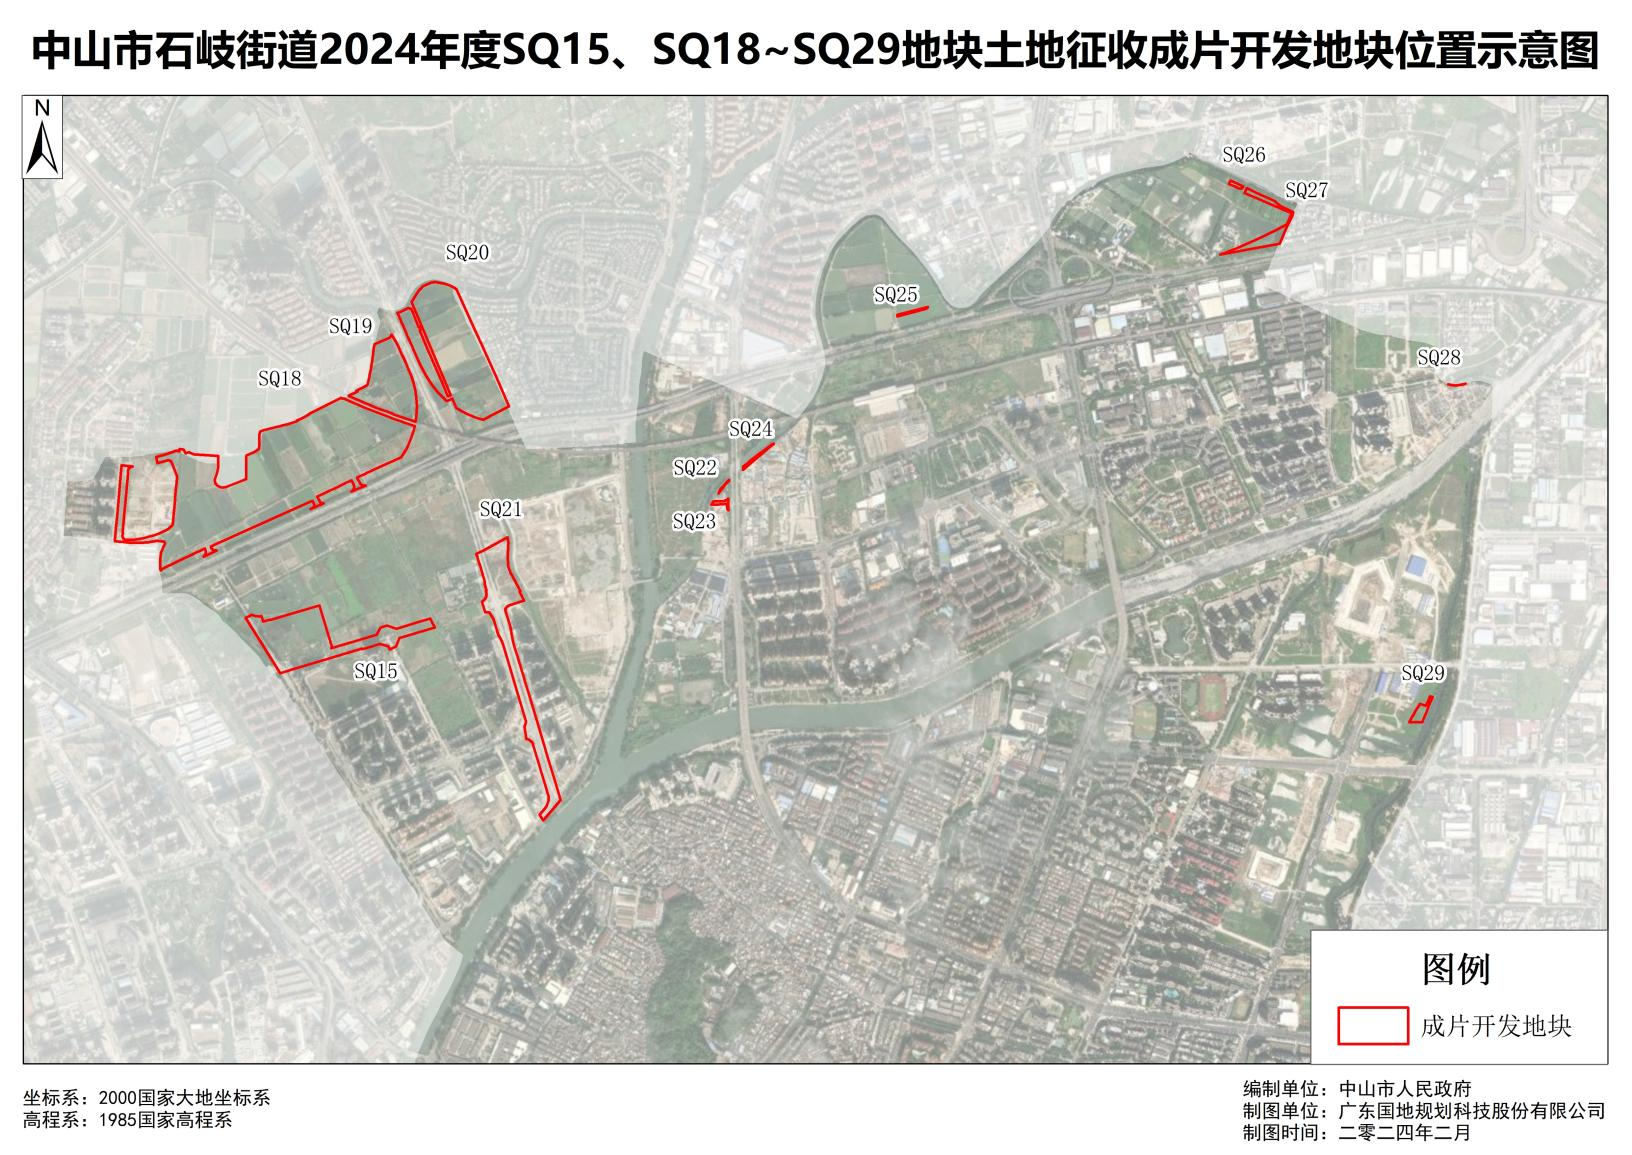 中山市石岐街道2024年度SQ15、SQ18~SQ29地块土地征收成片开发地块位置示意图
N
SQ26
SQ27
SQ20
SQ25
SQ19
SQ28
SQ18
SQ24
SQ22
SQ21
SQ23
SQ15
SQ29
图例
成片开发地块
坐标系：2000国家大地坐标系
高程系：1985国家高程系
编制单位：中山市人民政府
制图单位：广东国地规划科技股份有限公司
制图时间：二零二四年二月